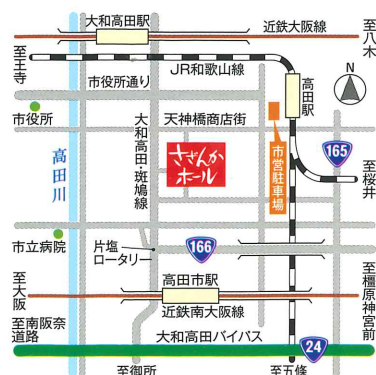 大和高田駅
近鉄大阪線
至八木
至王寺
JR和歌山線
N
市役所通り
高田駅
市役所
天神橋商店街
165
大和高田・斑鳩線
さざんか
ホール
市営駐車場
至桜井
高田川
市立病院
片塩
ロータリー
166
至大阪
高田市駅
近鉄南大阪線
至橿原神宮前
至南阪奈
道路
大和高田バイパス
24
至御所
至五條